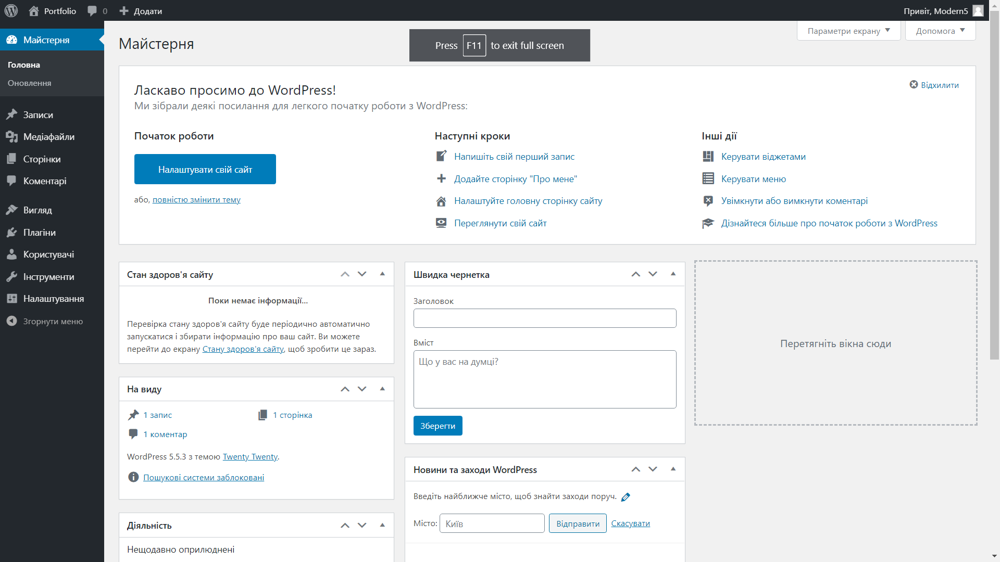 Portfolio 0 Додати
Привіт, Modern5
Майстерня
Головна
Оновлення
Записи
Медіафайли
Сторінки
Коментарі
Вигляд
Плагіни
Користувачі
Інструменти
Налаштування
Згорнути меню
Параметри екрану
Допомога
Майстерня
Press F11 to exit full screen
Ласкаво просимо до WordPress!
Відхилити
Ми зібрали деякі посилання для легкого початку роботи з WordPress:
Початок роботи
Налаштувати свій сайт
або, повністю змінити тему
Наступні кроки
Напишіть свій перший запис
Додайте сторінку "Про мене"
Налаштуйте головну сторінку сайту
Переглянути свій сайт
Інші дії
Керувати віджетами
Керувати меню
Увімкнути або вимкнути коментарі
Дізнайтеся більше про початок роботи з WordPress
Стан здоров'я сайту
Поки немає інформації...
Перевірка стану здоров'я сайту буде періодично автоматично
запускатися і збирати інформацію про ваш сайт. Ви можете
перейти до екрану Стану здоров'я сайту, щоб зробити це зараз.
На виду
1 запис
1 сторінка
1 коментар
WordPress 5.5.3 з темою Twenty Twenty.
Пошукові системи заблоковані
Діяльність
Нещодавно оприлюднені
Швидка чернетка
Заголовок
Вміст
Що у вас на думці?
Зберегти
Новини та заходи WordPress
Введіть найближче місто, щоб знайти заходи поруч.
Місто: Київ Відправити Скасувати
Перетягніть вікна сюди